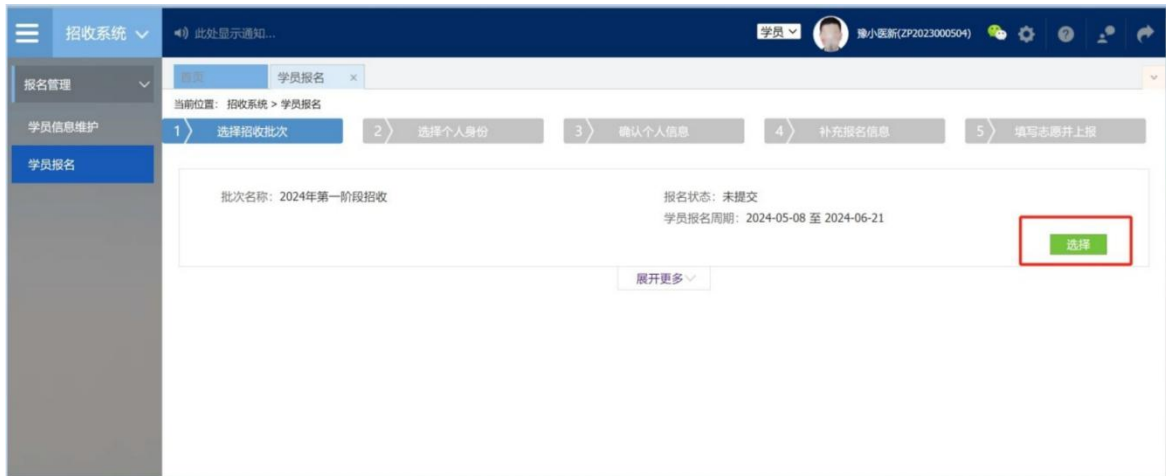 招收系统
此处显示通知...
学员
豫小医新(ZP2023000504)
报名管理
首页
学员报名 ×
当前位置： 招收系统 > 学员报名
学员信息维护
1 选择招收批次
2 选择个人身份
3 确认个人信息
4 补充报名信息
5 填写志愿并上报
学员报名
批次名称：2024年第一阶段招收
报名状态：未提交
学员报名周期：2024-05-08 至 2024-06-21
选择
展开更多